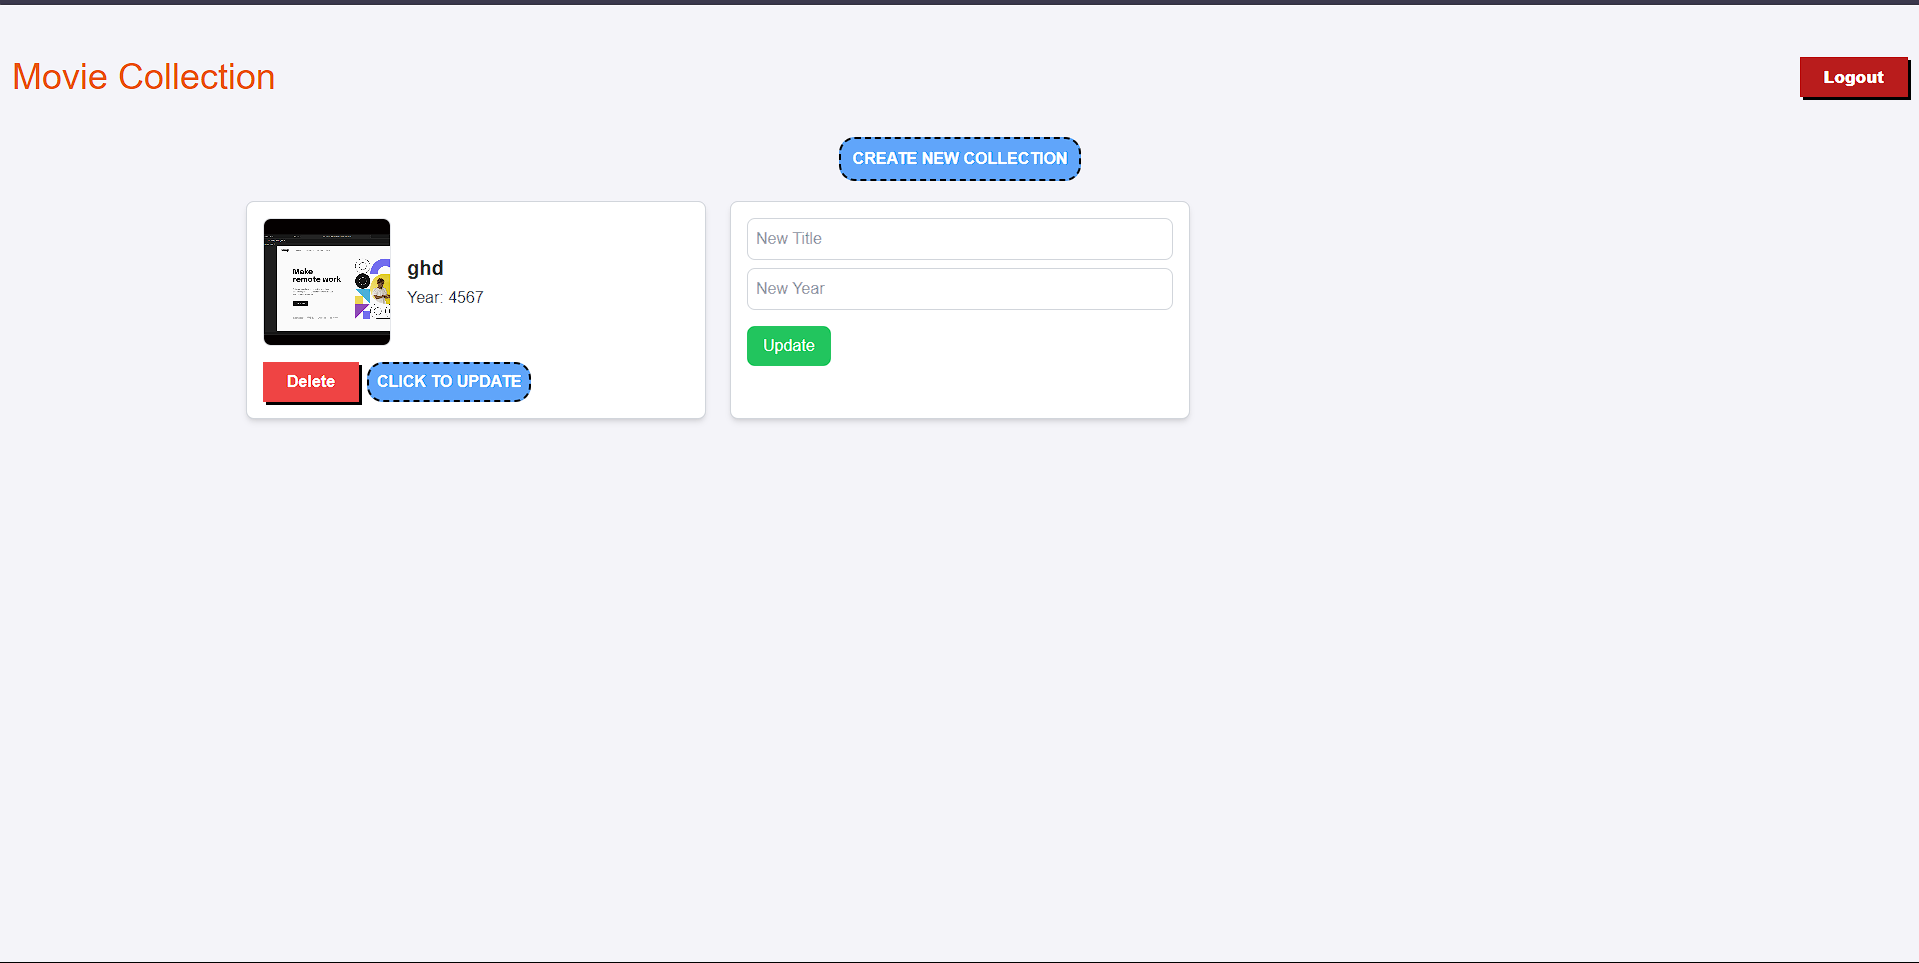 Movie Collection
Logout
CREATE NEW COLLECTION
Make
remote work
ghd
Year: 4567
Delete
CLICK TO UPDATE
New Title
New Year
Update